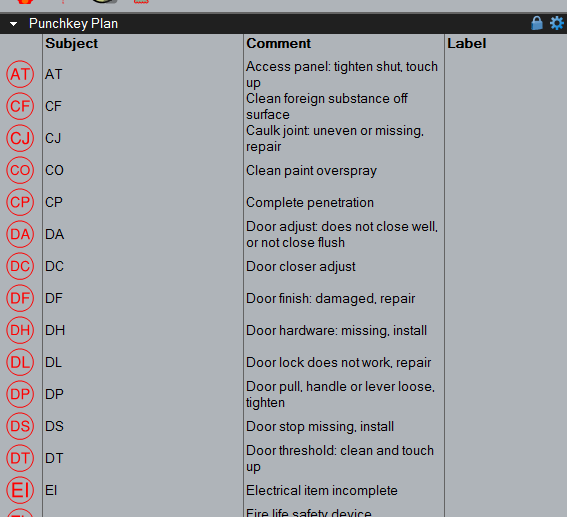 Punchkey Plan
Subject Comment Label
AT AT Access panel: tighten shut, touch
up
CF CF Clean foreign substance off
surface
CJ CJ Caulk joint: uneven or missing,
repair
CO CO Clean paint overspray
CP CP Complete penetration
DA DA Door adjust: does not close well,
or not close flush
DC DC Door closer adjust
DF DF Door finish: damaged, repair
DH DH Door hardware: missing, install
DL DL Door lock does not work, repair
DP DP Door pull, handle or lever loose,
tighten
DS DS Door stop missing, install
DT DT Door threshold: clean and touch
up
EI EI Electrical item incomplete
Fire life safety device